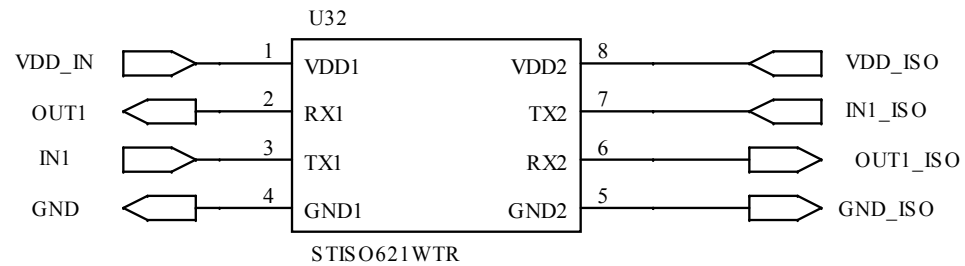 U32
VDD_IN 1 VDD1 VDD2 8 VDD_ISO
OUT1 2 RX1 TX2 7 IN1_ISO
IN1 3 TX1 RX2 6 OUT1_ISO
GND 4 GND1 GND2 5 GND_ISO
STISO621WTR